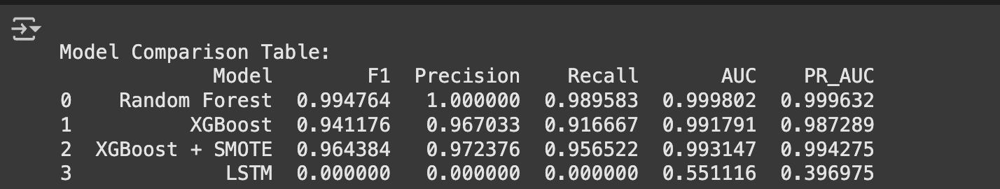 Model Comparison Table:
Model F1 Precision Recall AUC PR_AUC
0 Random Forest 0.994764 1.000000 0.989583 0.999802 0.999632
1 XGBoost 0.941176 0.967033 0.916667 0.991791 0.987289
2 XGBoost + SMOTE 0.964384 0.972376 0.956522 0.993147 0.994275
3 LSTM 0.000000 0.000000 0.000000 0.551116 0.396975